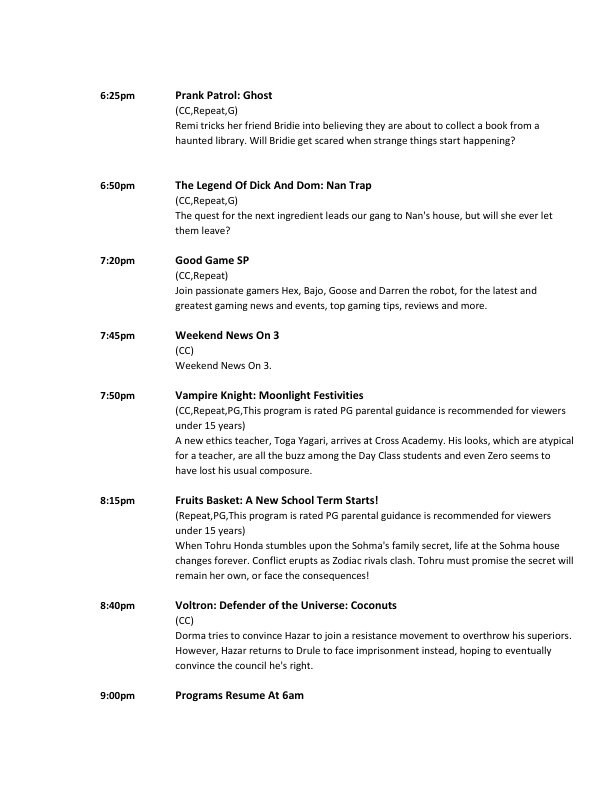 6:25pm Prank Patrol: Ghost
(CC,Repeat,G)
Remi tricks her friend Bridie into believing they are about to collect a book from a
haunted library. Will Bridie get scared when strange things start happening?
6:50pm The Legend Of Dick And Dom: Nan Trap
(CC,Repeat,G)
The quest for the next ingredient leads our gang to Nan's house, but will she ever let
them leave?
7:20pm Good Game SP
(CC,Repeat)
Join passionate gamers Hex, Bajo, Goose and Darren the robot, for the latest and
greatest gaming news and events, top gaming tips, reviews and more.
7:45pm Weekend News On 3
(CC)
Weekend News On 3.
7:50pm Vampire Knight: Moonlight Festivities
(CC,Repeat,PG,This program is rated PG parental guidance is recommended for viewers
under 15 years)
A new ethics teacher, Toga Yagari, arrives at Cross Academy. His looks, which are atypical
for a teacher, are all the buzz among the Day Class students and even Zero seems to
have lost his usual composure.
8:15pm Fruits Basket: A New School Term Starts!
(Repeat,PG,This program is rated PG parental guidance is recommended for viewers
under 15 years)
When Tohru Honda stumbles upon the Sohma's family secret, life at the Sohma house
changes forever. Conflict erupts as Zodiac rivals clash. Tohru must promise the secret will
remain her own, or face the consequences!
8:40pm Voltron: Defender of the Universe: Coconuts
(CC)
Dorma tries to convince Hazar to join a resistance movement to overthrow his superiors.
However, Hazar returns to Drule to face imprisonment instead, hoping to eventually
convince the council he's right.
9:00pm Programs Resume At 6am